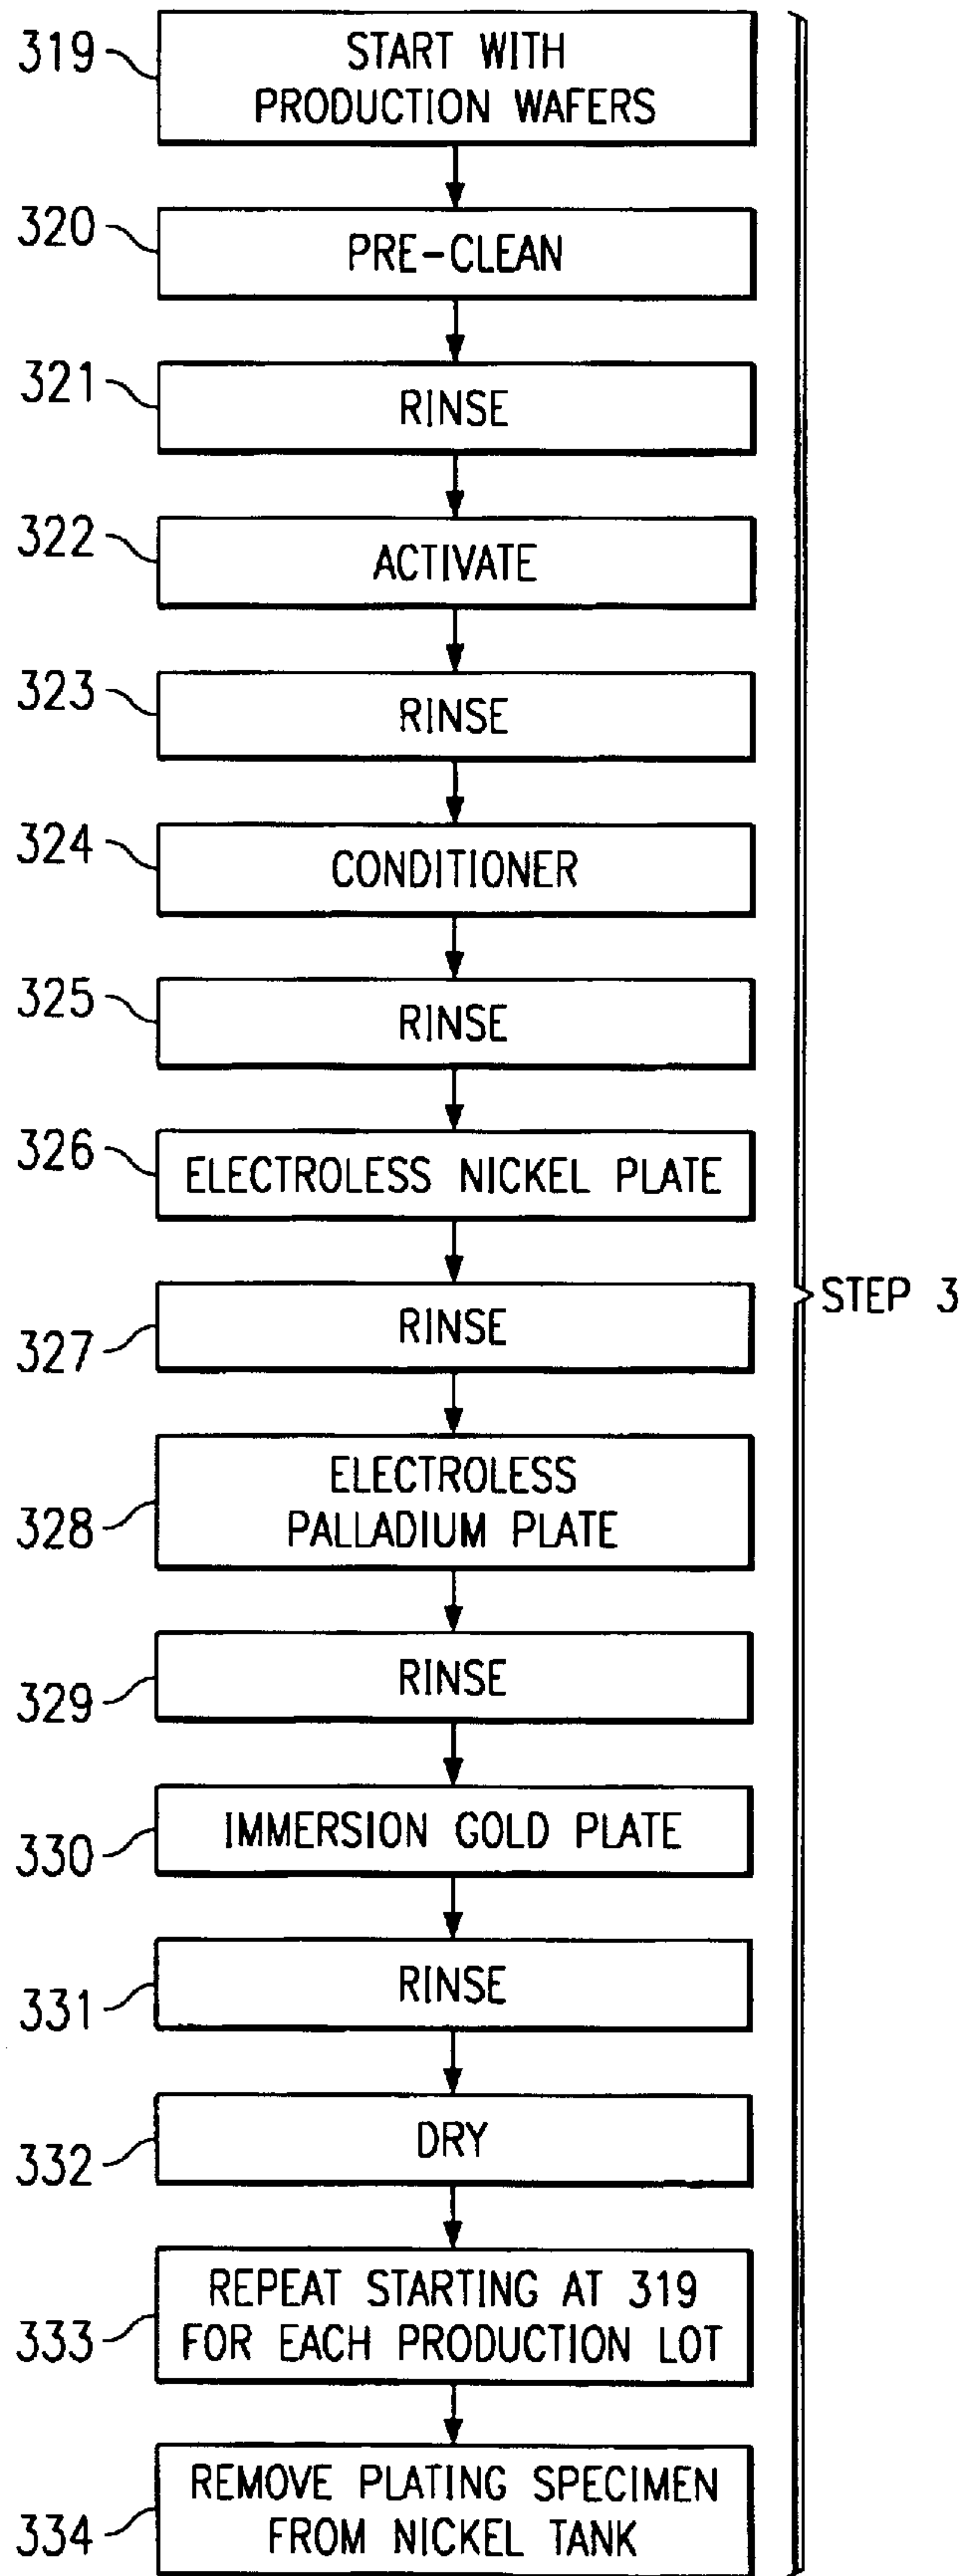 319
START WITH
PRODUCTION WAFERS
320
PRE-CLEAN
321
RINSE
322
ACTIVATE
323
RINSE
324
CONDITIONER
325
RINSE
326
ELECTROLESS NICKEL PLATE
327
RINSE
STEP 3
328
ELECTROLESS
PALLADIUM PLATE
329
RINSE
330
IMMERSION GOLD PLATE
331
RINSE
332
DRY
333
REPEAT STARTING AT 319
FOR EACH PRODUCTION LOT
334
REMOVE PLATING SPECIMEN
FROM NICKEL TANK